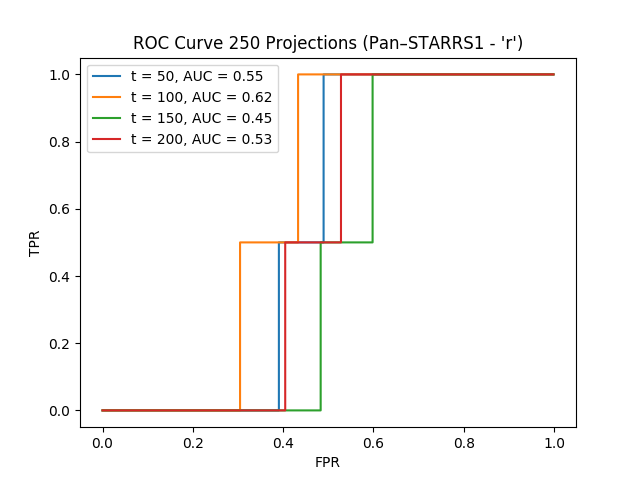 ROC Curve 250 Projections (Pan–STARRS1 - 'r')
t = 50, AUC = 0.55
t = 100, AUC = 0.62
t = 150, AUC = 0.45
t = 200, AUC = 0.53
1.0
0.8
0.6
0.4
0.2
0.0
TPR
0.0 0.2 0.4 0.6 0.8 1.0
FPR